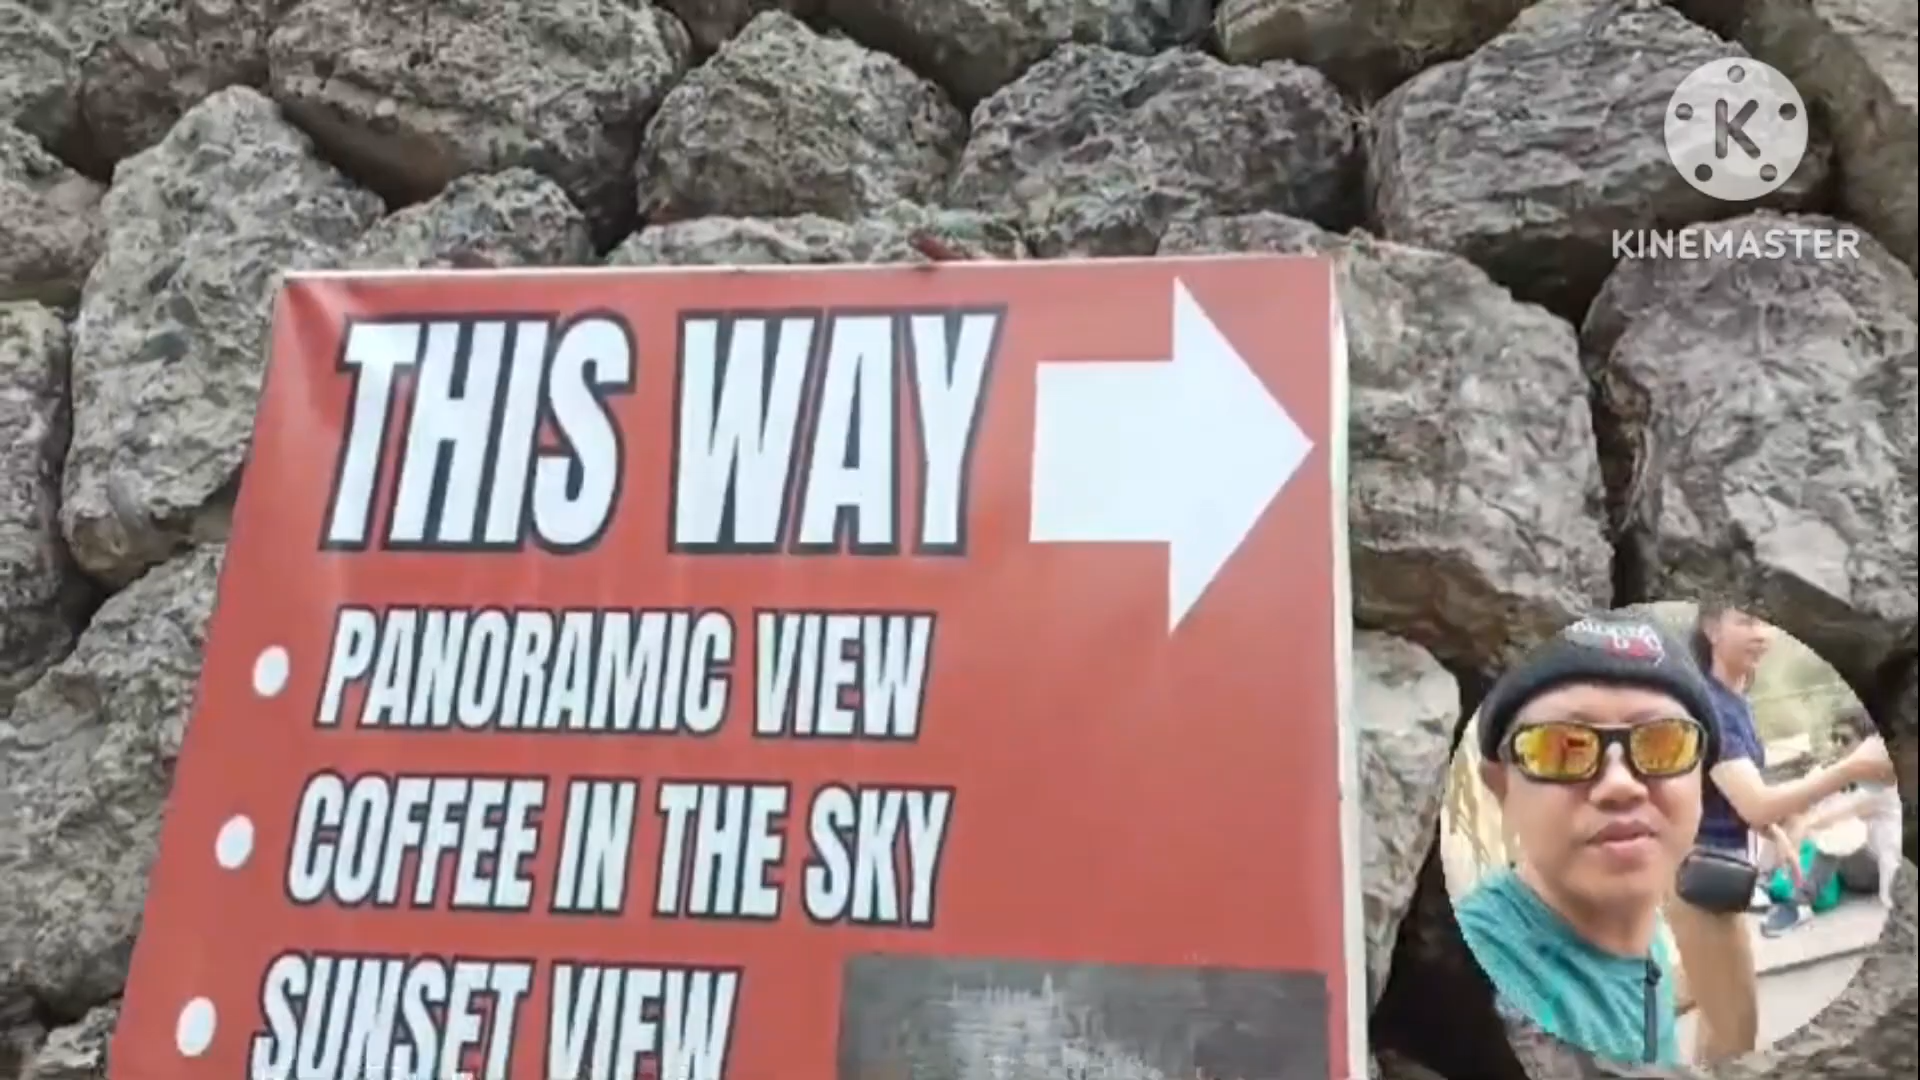 K
KINEMASTER
THIS WAY
PANORAMIC VIEW
COFFEE IN THE SKY
SUNSET VIEW